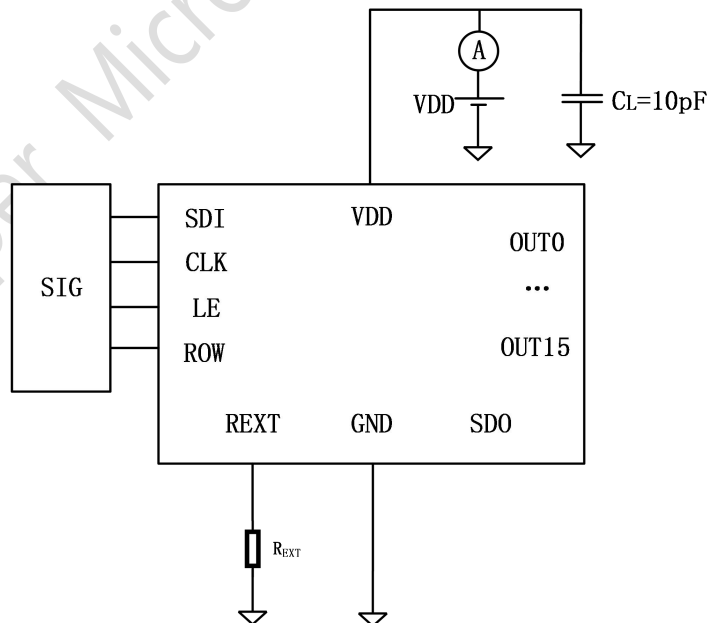 A
VDD
CL=10pF
SDI
VDD
CLK
OUT0
...
SIG
LE
ROW
OUT15
REXT
GND
SDO
REXT